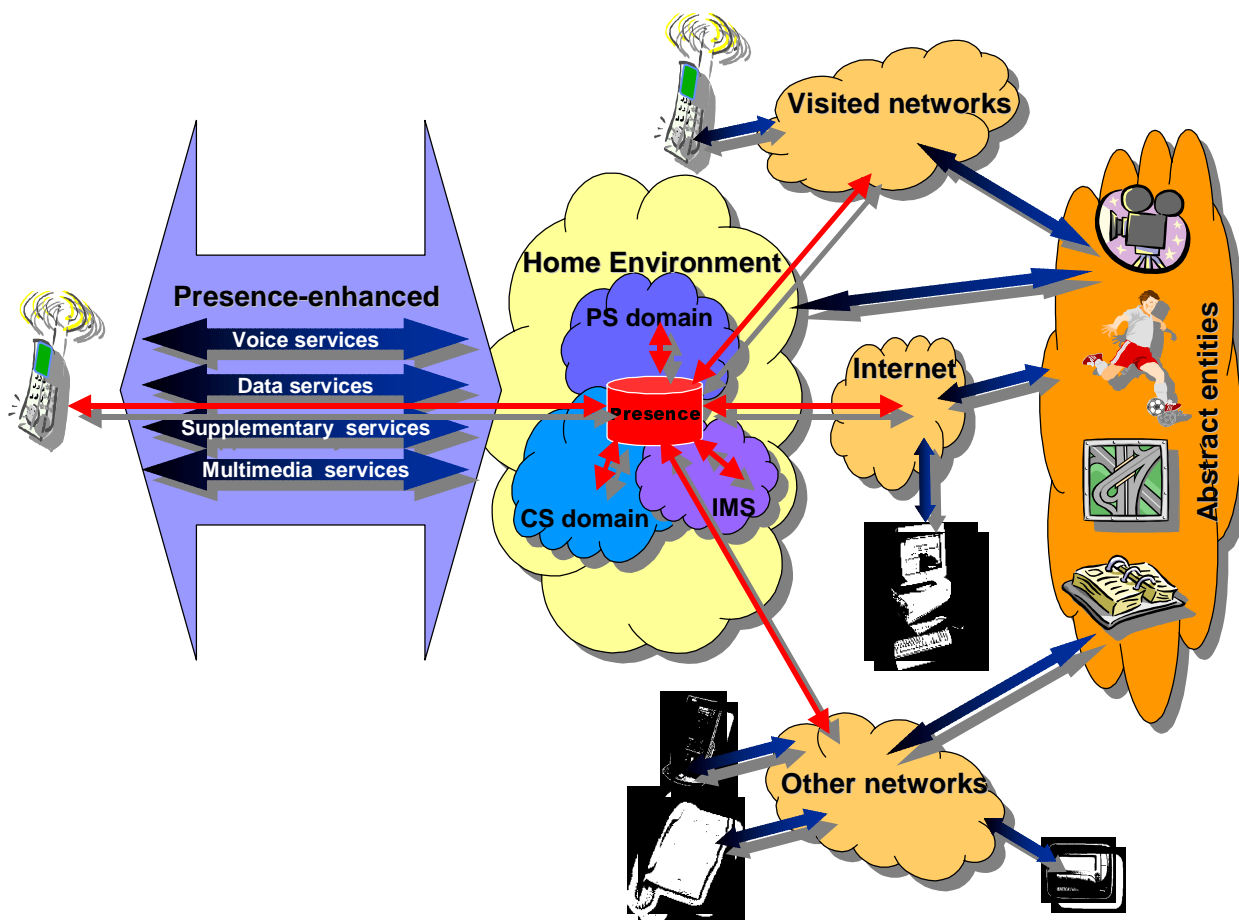 Visited networks
Home Environment
Presence-enhanced
PS domain
Voice services
Internet
Data services
Presence
Supplementary services
Multimedia services
CS domain
IMS
Abstract entities
Other networks